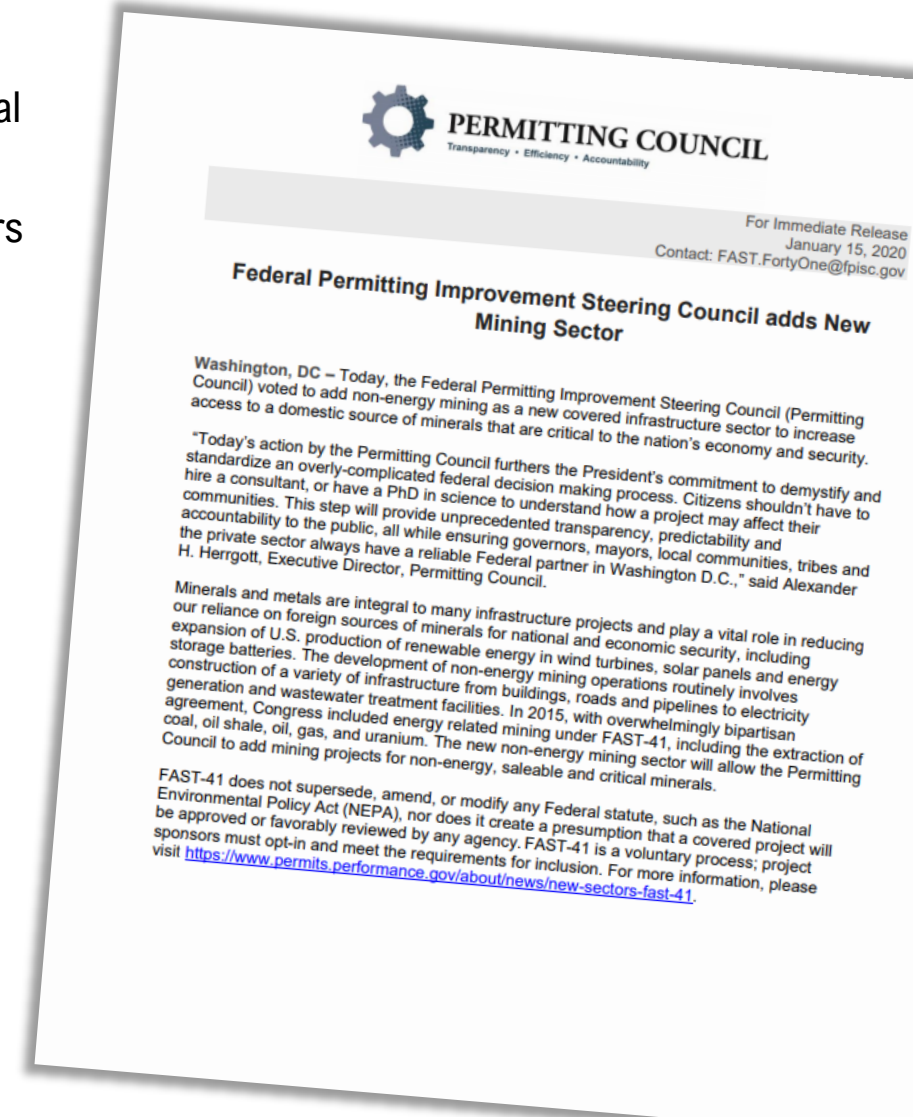 al
rs
PERMITTING COUNCIL
Transparency • Efficiency • Accountability
For Immediate Release
January 15, 2020
Contact: FAST.FortyOne@fpisc.gov
Federal Permitting Improvement Steering Council adds New
Mining Sector
Washington, DC – Today, the Federal Permitting Improvement Steering Council (Permitting
Council) voted to add non-energy mining as a new covered infrastructure sector to increase
access to a domestic source of minerals that are critical to the nation's economy and security.
“Today's action by the Permitting Council furthers the President's commitment to demystify and
standardize an overly-complicated federal decision making process. Citizens shouldn't have to
hire a consultant, or have a PhD in science to understand how a project may affect their
communities. This step will provide unprecedented transparency, predictability and
accountability to the public, all while ensuring governors, mayors, local communities, tribes and
the private sector always have a reliable Federal partner in Washington D.C.,” said Alexander
H. Herrgott, Executive Director, Permitting Council.
Minerals and metals are integral to many infrastructure projects and play a vital role in reducing
our reliance on foreign sources of minerals for national and economic security, including
expansion of U.S. production of renewable energy in wind turbines, solar panels and energy
storage batteries. The development of non-energy mining operations routinely involves
construction of a variety of infrastructure from buildings, roads and pipelines to electricity
generation and wastewater treatment facilities. In 2015, with overwhelmingly bipartisan
agreement, Congress included energy related mining under FAST-41, including the extraction of
coal, oil shale, oil, gas, and uranium. The new non-energy mining sector will allow the Permitting
Council to add mining projects for non-energy, saleable and critical minerals.
FAST-41 does not supersede, amend, or modify any Federal statute, such as the National
Environmental Policy Act (NEPA), nor does it create a presumption that a covered project will
be approved or favorably reviewed by any agency. FAST-41 is a voluntary process; project
sponsors must opt-in and meet the requirements for inclusion. For more information, please
visit https://www.permits.performance.gov/about/news/new-sectors-fast-41.